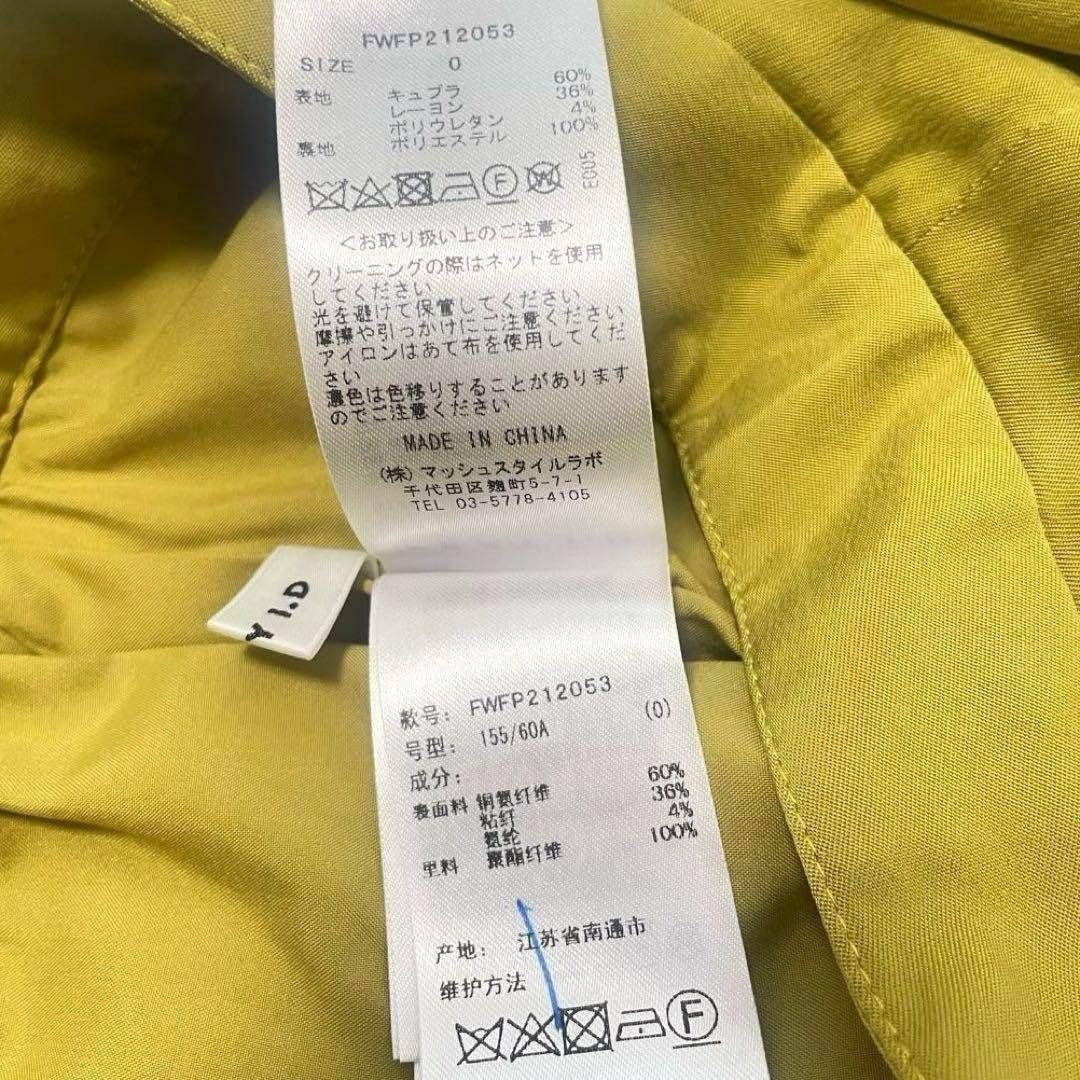 FWFP212053
SIZE 0
表地 キュプラ 60%
レーヨン 36%
ポリウレタン 4%
裏地 ポリエステル 100%
F W E005
＜お取り扱い上のご注意＞
クリーニングの際はネットを使用
してください
光を避けて保管してください
摩擦や引っかけにご注意ください
アイロンはあて布を使用してくだ
さい
濃色は色移りすることがあります
のでご注意ください
MADE IN CHINA
(株)マッシュスタイルラボ
千代田区麹町5-7-1
TEL 03-5778-4105
Y I.D
款号: FWFP212053
号型: 155/60A (0)
成分:
表面料 铜氨纤维 60%
粘纤 36%
氨纶 4%
里料 聚酯纤维 100%
产地: 江苏省南通市
维护方法
F